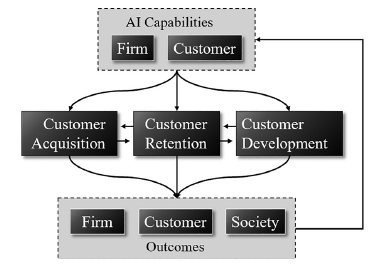 AI Capabilities
Firm
Customer
Customer
Acquisition
Customer
Retention
Customer
Development
Firm
Customer
Society
Outcomes